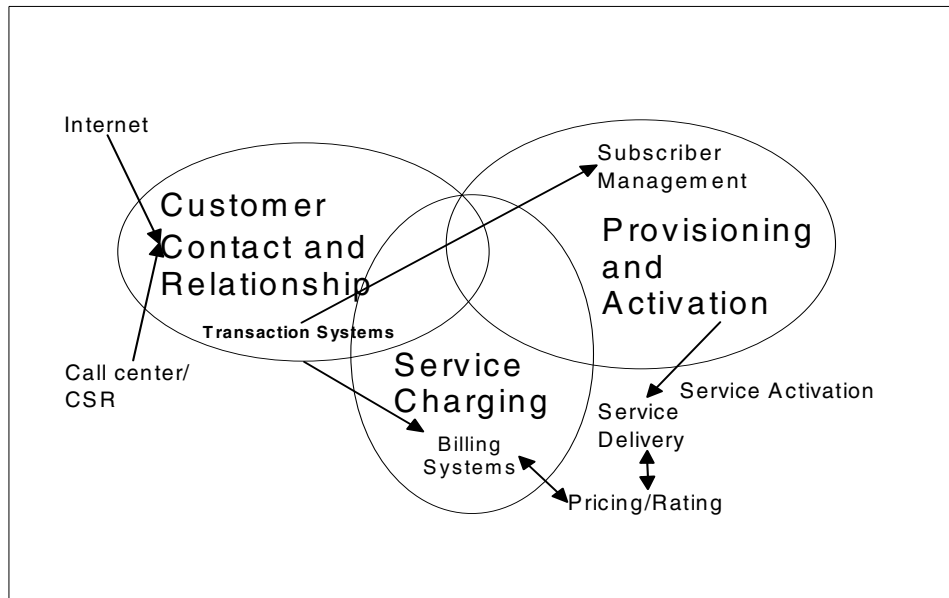 Internet
Customer
Contact and
Relationship
Transaction Systems
Call center/
CSR
Subscriber
Management
Provisioning
and
Activation
Service
Charging
Billing
Systems
Service Activation
Service
Delivery
Pricing/Rating